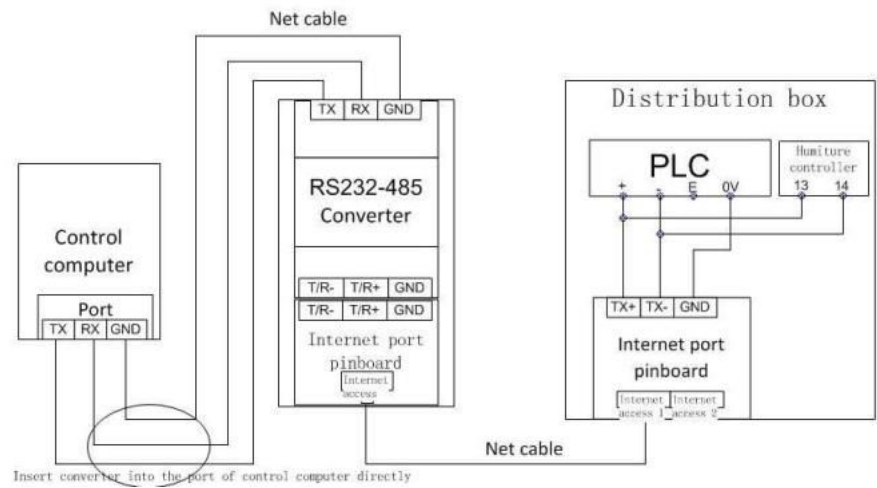 Net cable
Distribution box
TX RX GND
PLC
Humiture
controller
+ - E 0V
13 14
RS232-485
Converter
Control
computer
Port
TX RX GND
T/R- T/R+ GND
T/R- T/R+ GND
Internet port
pinboard
Internet
access
TX+ TX- GND
Internet port
pinboard
Internet Internet
access 1 access 2
Net cable
Insert converter into the port of control computer directly